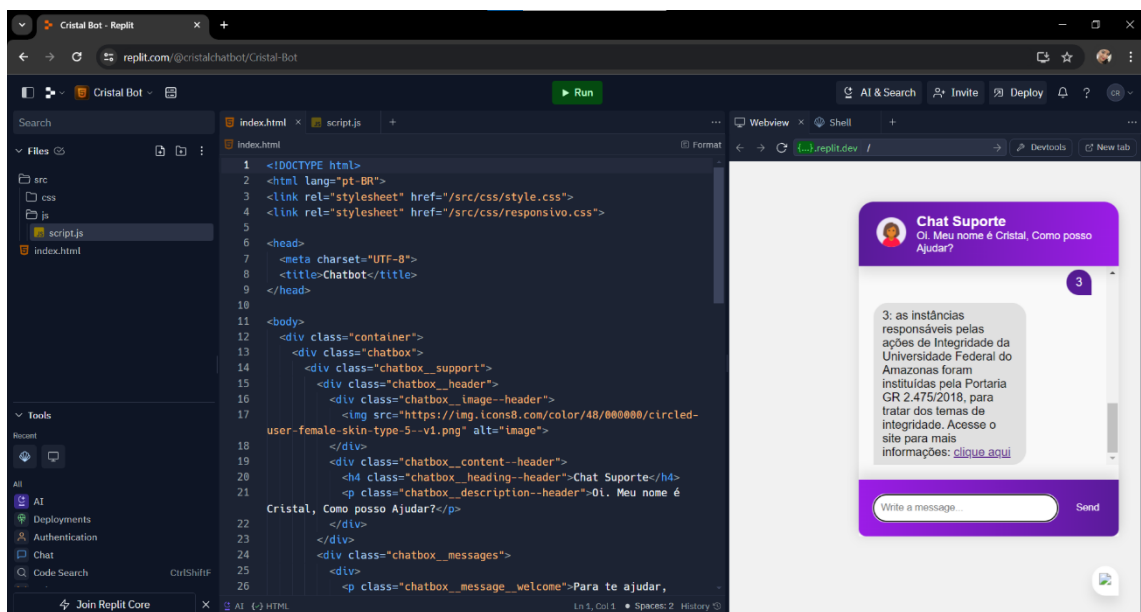 Cristal Bot - Replit
replit.com/@cristalchatbot/Cristal-Bot
Cristal Bot
Run
AI & Search
Invite
Deploy
?
CR
Search
Files
src
css
js
script.js
index.html
Tools
Recent
All
AI
Deployments
Authentication
Chat
Code Search CtrlShiftF
Join Replit Core
index.html
script.js
index.html
Format
1 <!DOCTYPE html>
2 <html lang="pt-BR">
3 <link rel="stylesheet" href="/src/css/style.css">
4 <link rel="stylesheet" href="/src/css/responsivo.css">
5
6 <head>
7 <meta charset="UTF-8">
8 <title>Chatbot</title>
9 </head>
10
11 <body>
12 <div class="container">
13 <div class="chatbox">
14 <div class="chatbox__support">
15 <div class="chatbox__header">
16 <div class="chatbox__image--header">
17 <img src="https://img.icons8.com/color/48/000000/circled-
user-female-skin-type-5--v1.png" alt="image">
18 </div>
19 <div class="chatbox__content--header">
20 <h4 class="chatbox__heading--header">Chat Suporte</h4>
21 <p class="chatbox__description--header">Oi. Meu nome é
Cristal, Como posso Ajudar?</p>
22 </div>
23 </div>
24 <div class="chatbox__messages">
25 <div>
26 <p class="chatbox__message__welcome">Para te ajudar,
AI {-} HTML
Ln 1, Col 1 • Spaces: 2 History
Webview
Shell
{...}.replit.dev /
Devtools
New tab
Chat Suporte
Oi. Meu nome é Cristal, Como posso
Ajudar?
3
3: as instâncias
responsáveis pelas
ações de Integridade da
Universidade Federal do
Amazonas foram
instituídas pela Portaria
GR 2.475/2018, para
tratar dos temas de
integridade. Acesse o
site para mais
informações: clique aqui
Write a message...
Send